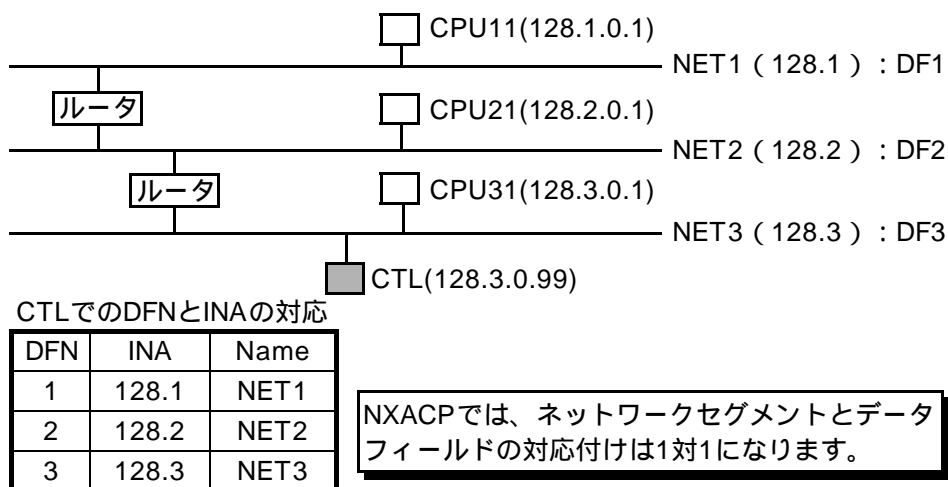 CPU11(128.1.0.1)
NET1（128.1）：DF1
ルータ
CPU21(128.2.0.1)
NET2（128.2）：DF2
ルータ
CPU31(128.3.0.1)
NET3（128.3）：DF3
CTL(128.3.0.99)
CTLでのDFNとINAの対応
DFN INA Name
1 128.1 NET1
2 128.2 NET2
3 128.3 NET3
NXACPでは、ネットワークセグメントとデータ
フィールドの対応付けは1対1になります。